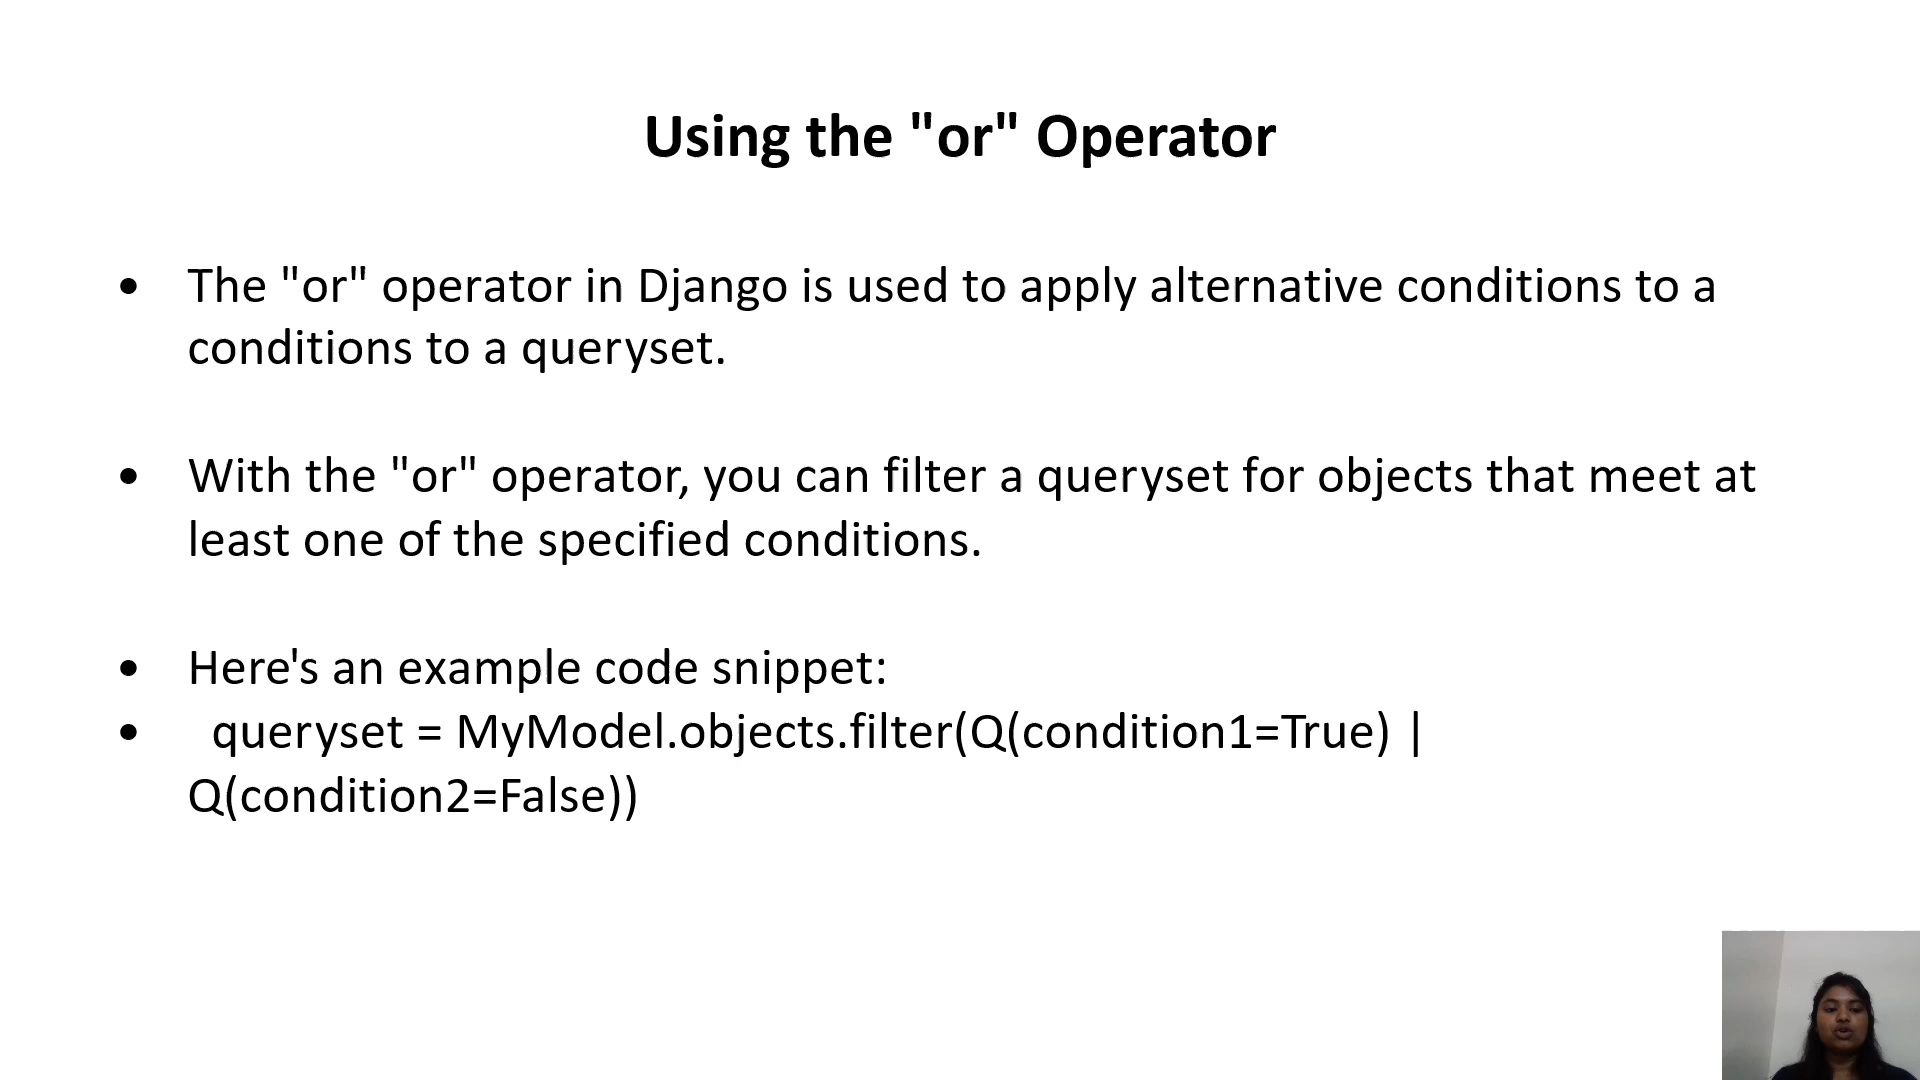 Using the "or" Operator
• The "or" operator in Django is used to apply alternative conditions to a
conditions to a queryset.
• With the "or" operator, you can filter a queryset for objects that meet at
least one of the specified conditions.
• Here's an example code snippet:
• queryset = MyModel.objects.filter(Q(condition1=True) |
Q(condition2=False))